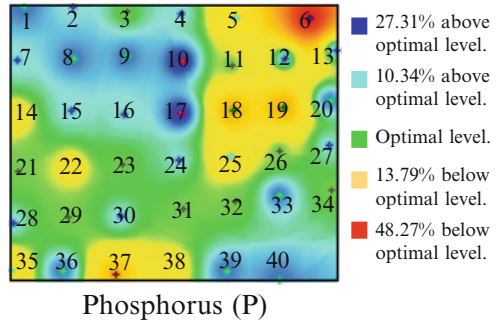 1 2 3 4 5 6
7 8 9 10 11 12 13
14 15 16 17 18 19 20
21 22 23 24 25 26 27
28 29 30 31 32 33 34
35 36 37 38 39 40
27.31% above
optimal level.
10.34% above
optimal level.
Optimal level.
13.79% below
optimal level.
48.27% below
optimal level.
Phosphorus (P)